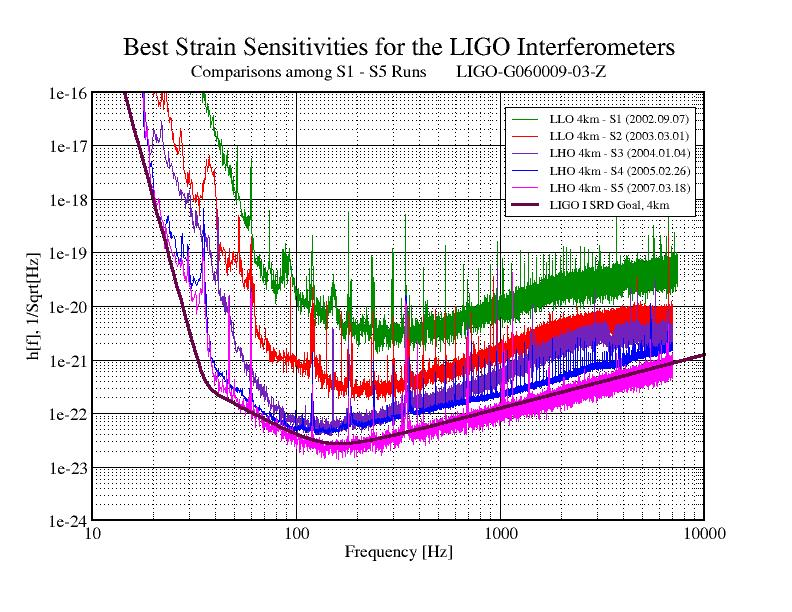 Best Strain Sensitivities for the LIGO Interferometers
Comparisons among S1 - S5 Runs LIGO-G060009-03-Z
LLO 4km - S1 (2002.09.07)
LLO 4km - S2 (2003.03.01)
LHO 4km - S3 (2004.01.04)
LHO 4km - S4 (2005.02.26)
LHO 4km - S5 (2007.03.18)
LIGO I SRD Goal, 4km
h[f], 1/Sqrt[Hz]
1e-16
1e-17
1e-18
1e-19
1e-20
1e-21
1e-22
1e-23
1e-24
10 100 1000 10000
Frequency [Hz]